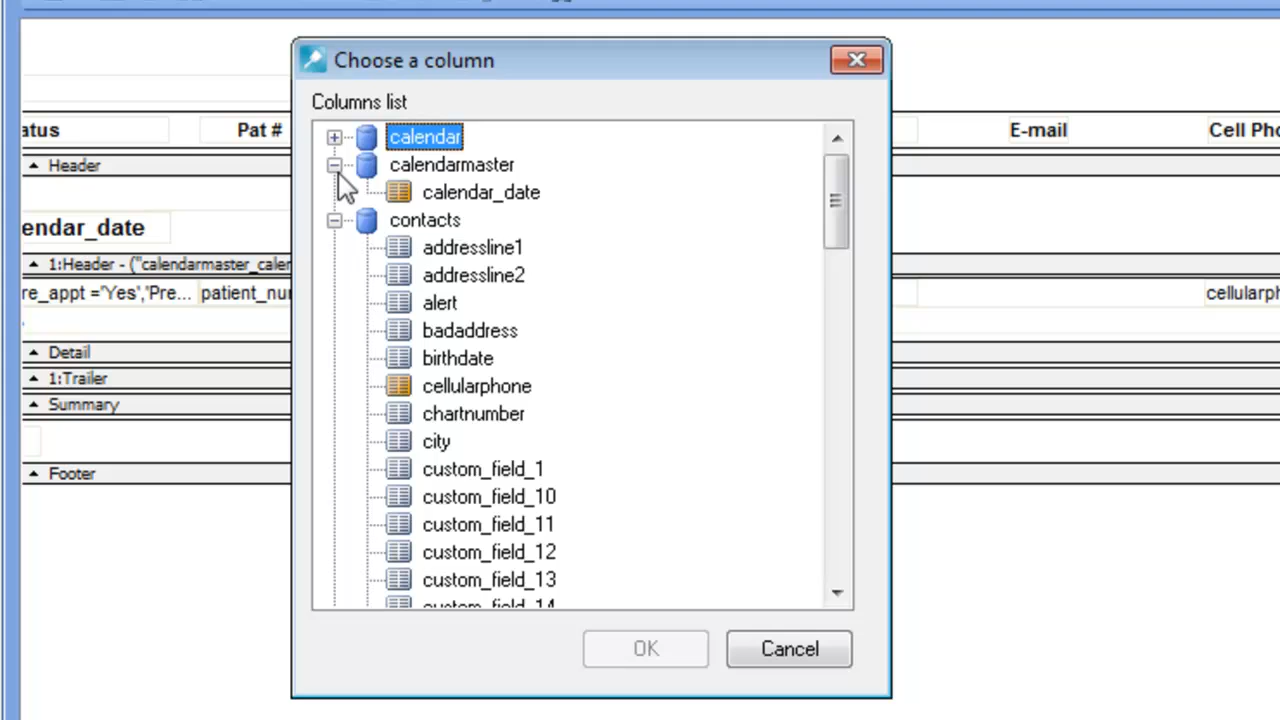 Choose a column
Columns list
calendar
calendarmaster
calendar_date
contacts
addressline1
addressline2
alert
badaddress
birthdate
cellularphone
chartnumber
city
custom_field_1
custom_field_10
custom_field_11
custom_field_12
custom_field_13
custom_field_14
OK Cancel
atus Pat # E-mail Cell Pho
Header
endar_date
1:Header - ("calendarmaster_caler
re_appt ='Yes','Pre... patient_nur cellularph
Detail
1:Trailer
Summary
Footer